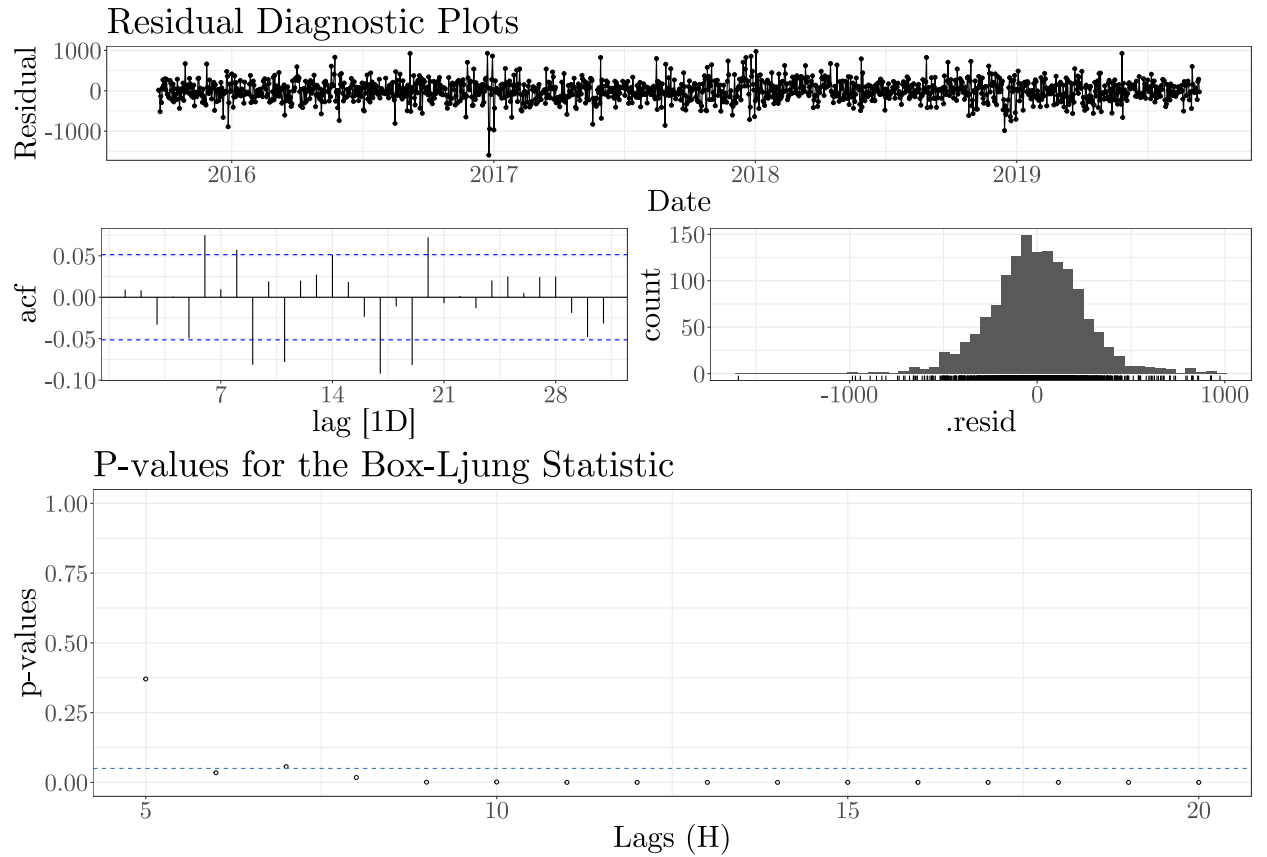 Residual Diagnostic Plots
Residual
1000
0
-1000
2016 2017 2018 2019
Date
acf
0.05
0.00
-0.05
-0.10
7 14 21 28
lag [1D]
count
150
100
50
0
-1000 0 1000
.resid
P-values for the Box-Ljung Statistic
p-values
1.00
0.75
0.50
0.25
0.00
5 10 15 20
Lags (H)